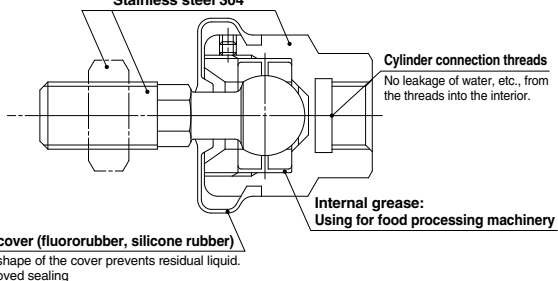 Stainless steel 304
Cylinder connection threads
No leakage of water, etc., from
the threads into the interior.
Internal grease:
Using for food processing machinery
cover (fluororubber, silicone rubber)
shape of the cover prevents residual liquid.
oved sealing